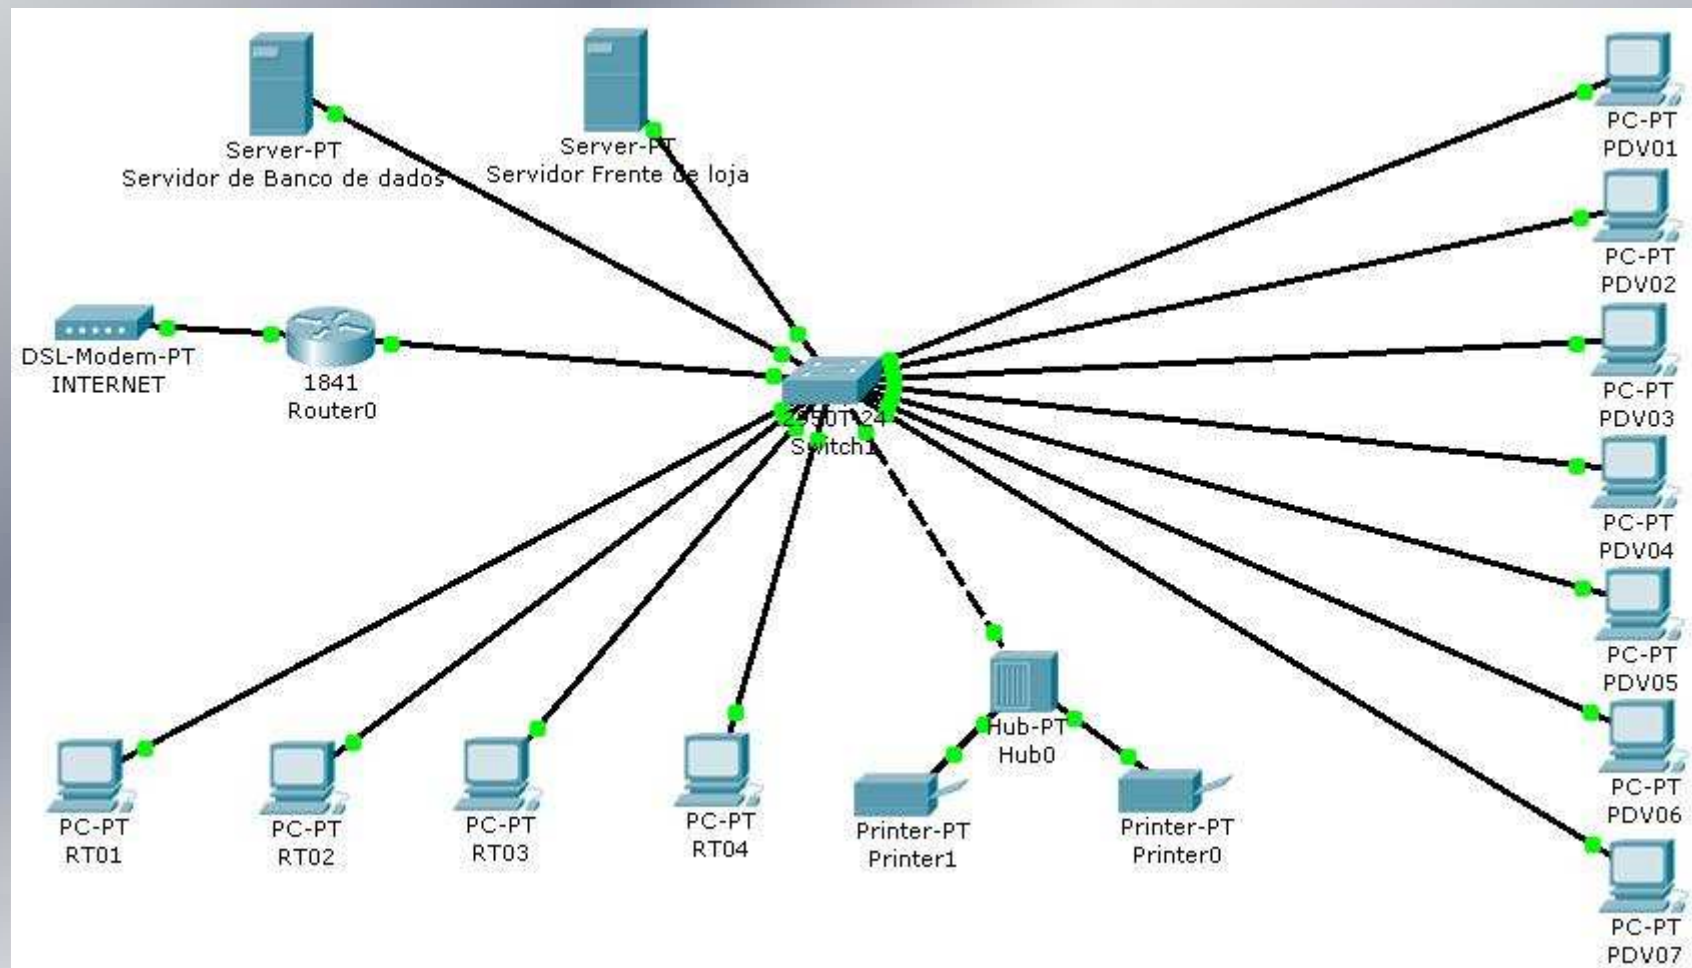 Server-PT
Servidor de Banco de dados
Server-PT
Servidor Frente de loja
DSL-Modem-PT
INTERNET
1841
Router0
2950T-24
Switch1
PC-PT
PDV01
PC-PT
PDV02
PC-PT
PDV03
PC-PT
PDV04
PC-PT
PDV05
PC-PT
PDV06
PC-PT
PDV07
Hub-PT
Hub0
PC-PT
RT01
PC-PT
RT02
PC-PT
RT03
PC-PT
RT04
Printer-PT
Printer1
Printer-PT
Printer0